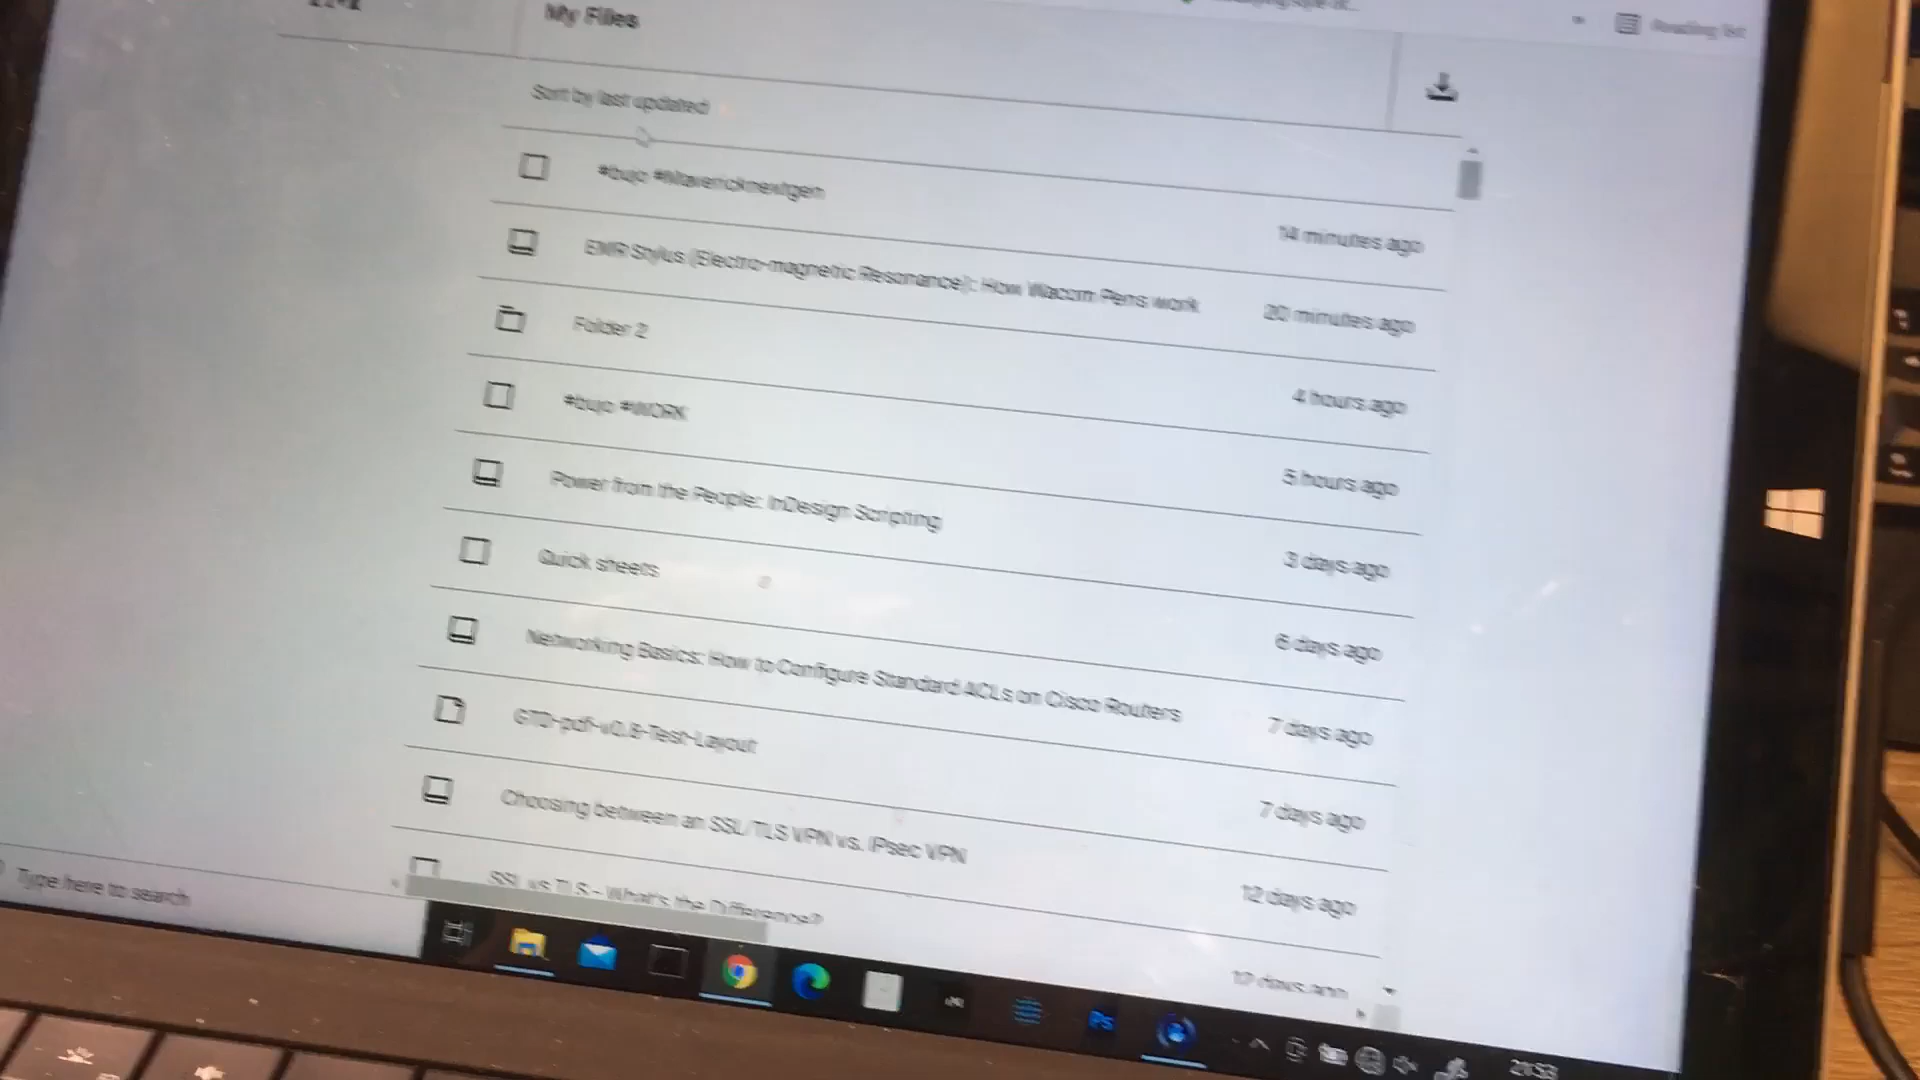 My Files
Reading list
Sort by last updated
#bujo #Mavericknextgen
14 minutes ago
EMR Stylus (Electro-magnetic Resonance): How Wacom Pens work
20 minutes ago
Folder 2
4 hours ago
#bujo #WORK
5 hours ago
Power from the People: InDesign Scripting
3 days ago
Quick sheets
6 days ago
Networking Basics: How to Configure Standard ACLs on Cisco Routers
7 days ago
GTD-pdf-v0.8-Test-Layout
7 days ago
Choosing between an SSL/TLS VPN vs. IPsec VPN
12 days ago
SSL vs TLS - What's the Difference?
days ago
Type here to search
Ps
21:53